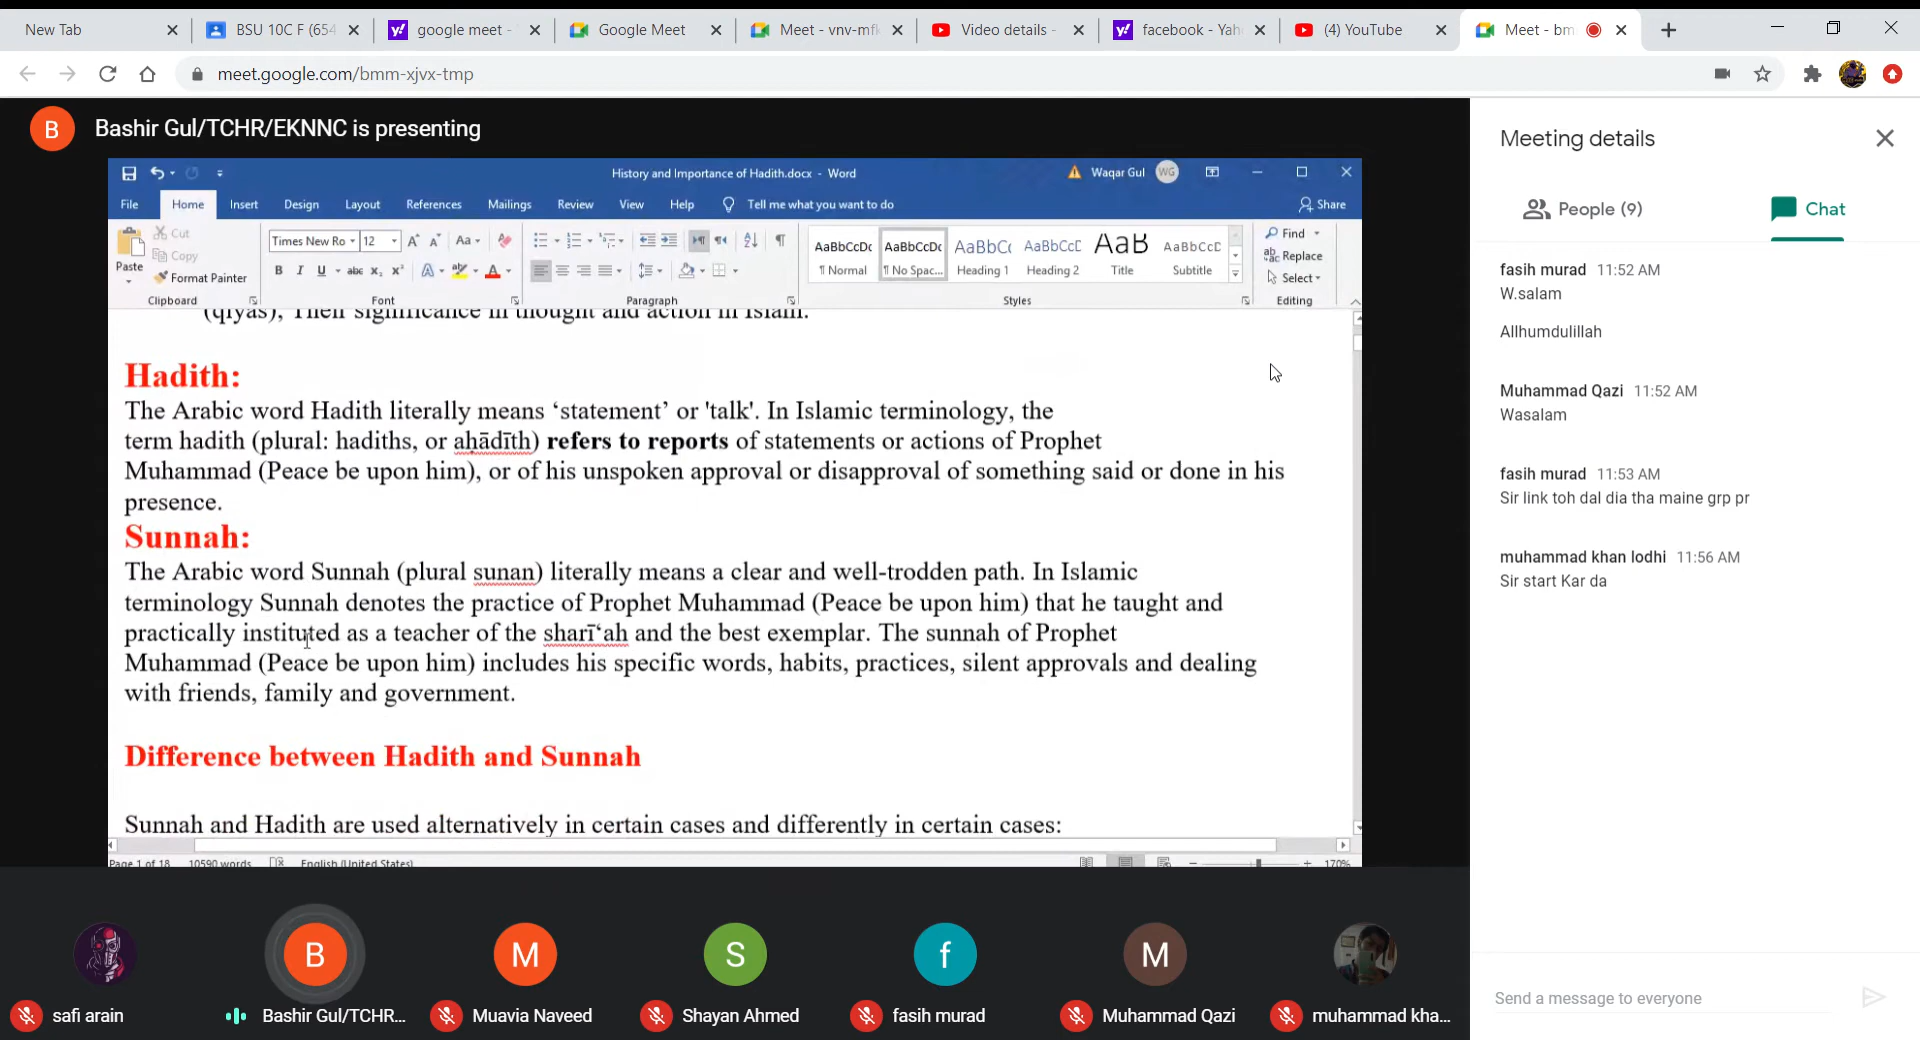 New Tab
BSU 10C F (654
google meet -
Google Meet
Meet - vnv-mfk
Video details -
facebook - Yah
(4) YouTube
Meet - bm
meet.google.com/bmm-xjvx-tmp
B
Bashir Gul/TCHR/EKNNC is presenting
History and Importance of Hadith.docx - Word
Waqar Gul
WG
File Home Insert Design Layout References Mailings Review View Help Tell me what you want to do Share
Paste
Cut
Copy
Format Painter
Times New Ro 12
AaBbCcDc AaBbCcDc AaBbCc AaBbCcD AaB AaBbCcD
¶ Normal ¶ No Spac... Heading 1 Heading 2 Title Subtitle
Find
Replace
Select
Clipboard Font Paragraph Styles Editing
(qiyas), Their significance in thought and action in Islam.
Hadith:
The Arabic word Hadith literally means ‘statement’ or 'talk'. In Islamic terminology, the
term hadith (plural: hadiths, or aḥādīth) refers to reports of statements or actions of Prophet
Muhammad (Peace be upon him), or of his unspoken approval or disapproval of something said or done in his
presence.
Sunnah:
The Arabic word Sunnah (plural sunan) literally means a clear and well-trodden path. In Islamic
terminology Sunnah denotes the practice of Prophet Muhammad (Peace be upon him) that he taught and
practically instituted as a teacher of the sharī‘ah and the best exemplar. The sunnah of Prophet
Muhammad (Peace be upon him) includes his specific words, habits, practices, silent approvals and dealing
with friends, family and government.
Difference between Hadith and Sunnah
Sunnah and Hadith are used alternatively in certain cases and differently in certain cases:
Page 1 of 18 10590 words English (United States) 170%
Meeting details
People (9)
Chat
fasih murad 11:52 AM
W.salam
Allhumdulillah
Muhammad Qazi 11:52 AM
Wasalam
fasih murad 11:53 AM
Sir link toh dal dia tha maine grp pr
muhammad khan lodhi 11:56 AM
Sir start Kar da
Send a message to everyone
B M S f M
safi arain
Bashir Gul/TCHR...
Muavia Naveed
Shayan Ahmed
fasih murad
Muhammad Qazi
muhammad kha...